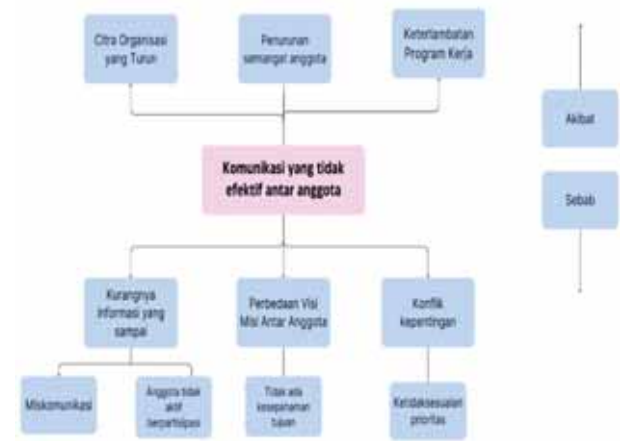 Citra Organisasi
yang Turun
Penurunan
semangat anggota
Keterlambatan
Program Kerja
Akibat
Komunikasi yang tidak
efektif antar anggota
Sebab
Kurangnya
informasi yang
sampai
Perbedaan Visi
Misi Antar Anggota
Konflik
kepentingan
Miskomunikasi
Anggota tidak
aktif
berpartisipasi
Tidak ada
kesepahaman
tujuan
Ketidaksesuaian
prioritas